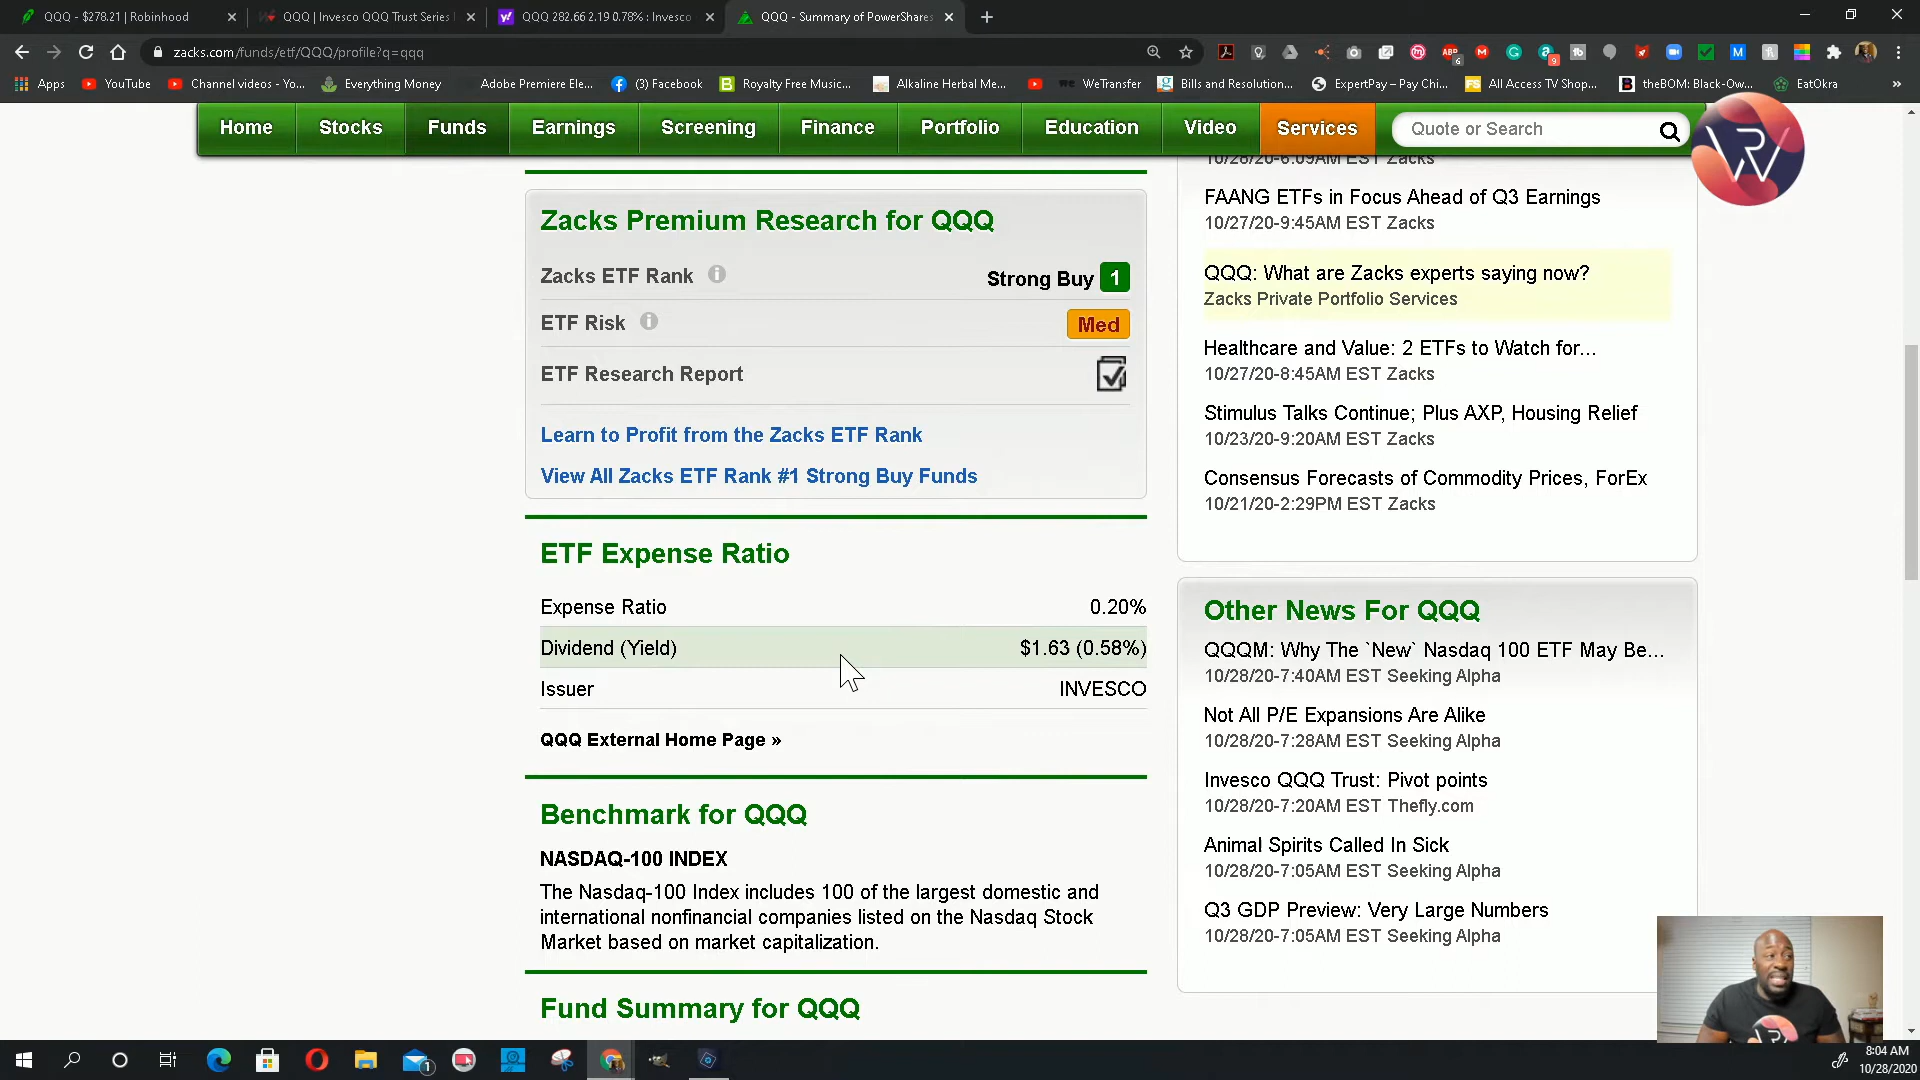 QQQ - $278.21 | Robinhood
QQQ | Invesco QQQ Trust Series
QQQ 282.66 2.19 0.78% : Invesco
QQQ - Summary of PowerShares
zacks.com/funds/etf/QQQ/profile?q=qqq
Apps
YouTube
Channel videos - Yo...
Everything Money
Adobe Premiere Ele...
(3) Facebook
Royalty Free Music...
Alkaline Herbal Me...
WeTransfer
Bills and Resolution...
ExpertPay – Pay Chi...
All Access TV Shop...
theBOM: Black-Ow...
EatOkra
Home
Stocks
Funds
Earnings
Screening
Finance
Portfolio
Education
Video
Services
Quote or Search
Zacks Premium Research for QQQ
Zacks ETF Rank
Strong Buy 1
ETF Risk
Med
ETF Research Report
Learn to Profit from the Zacks ETF Rank
View All Zacks ETF Rank #1 Strong Buy Funds
ETF Expense Ratio
Expense Ratio 0.20%
Dividend (Yield) $1.63 (0.58%)
Issuer INVESCO
QQQ External Home Page »
Benchmark for QQQ
NASDAQ-100 INDEX
The Nasdaq-100 Index includes 100 of the largest domestic and
international nonfinancial companies listed on the Nasdaq Stock
Market based on market capitalization.
Fund Summary for QQQ
10/28/20-6:09AM EST Zacks
FAANG ETFs in Focus Ahead of Q3 Earnings
10/27/20-9:45AM EST Zacks
QQQ: What are Zacks experts saying now?
Zacks Private Portfolio Services
Healthcare and Value: 2 ETFs to Watch for...
10/27/20-8:45AM EST Zacks
Stimulus Talks Continue; Plus AXP, Housing Relief
10/23/20-9:20AM EST Zacks
Consensus Forecasts of Commodity Prices, ForEx
10/21/20-2:29PM EST Zacks
Other News For QQQ
QQQM: Why The `New` Nasdaq 100 ETF May Be...
10/28/20-7:40AM EST Seeking Alpha
Not All P/E Expansions Are Alike
10/28/20-7:28AM EST Seeking Alpha
Invesco QQQ Trust: Pivot points
10/28/20-7:20AM EST Thefly.com
Animal Spirits Called In Sick
10/28/20-7:05AM EST Seeking Alpha
Q3 GDP Preview: Very Large Numbers
10/28/20-7:05AM EST Seeking Alpha
8:04 AM
10/28/2020